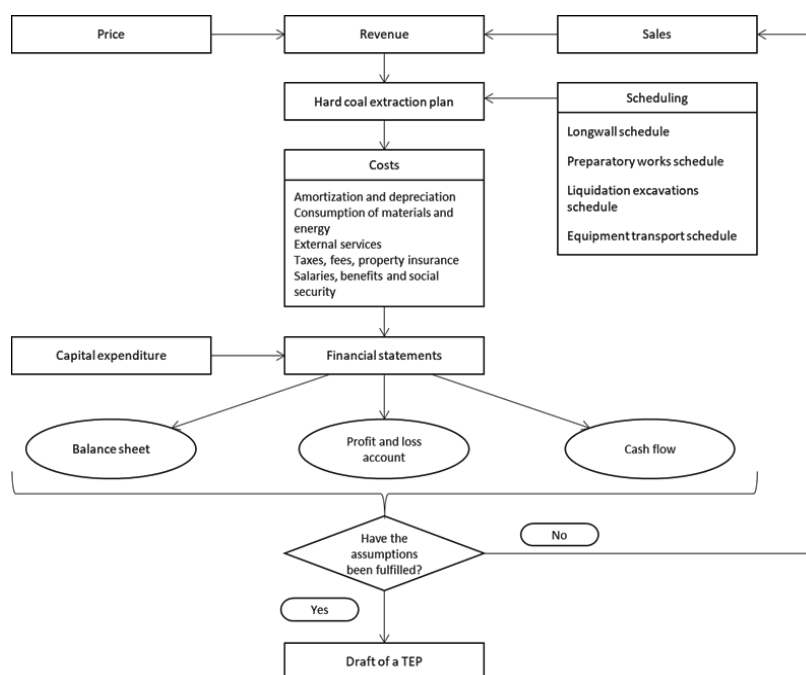 Price
Revenue
Sales
Hard coal extraction plan
Scheduling
Longwall schedule
Preparatory works schedule
Liquidation excavations
schedule
Equipment transport schedule
Costs
Amortization and depreciation
Consumption of materials and
energy
External services
Taxes, fees, property insurance
Salaries, benefits and social
security
Capital expenditure
Financial statements
Balance sheet
Profit and loss
account
Cash flow
Have the
assumptions
been fulfilled?
No
Yes
Draft of a TEP